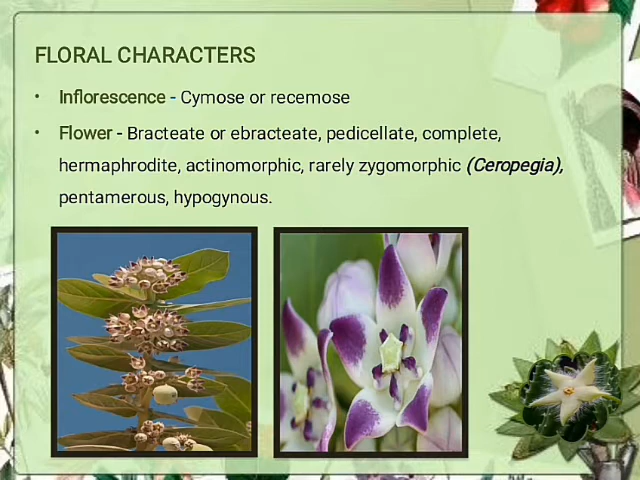 FLORAL CHARACTERS
• Inflorescence - Cymose or recemose
• Flower - Bracteate or ebracteate, pedicellate, complete,
hermaphrodite, actinomorphic, rarely zygomorphic (Ceropegia),
pentamerous, hypogynous.